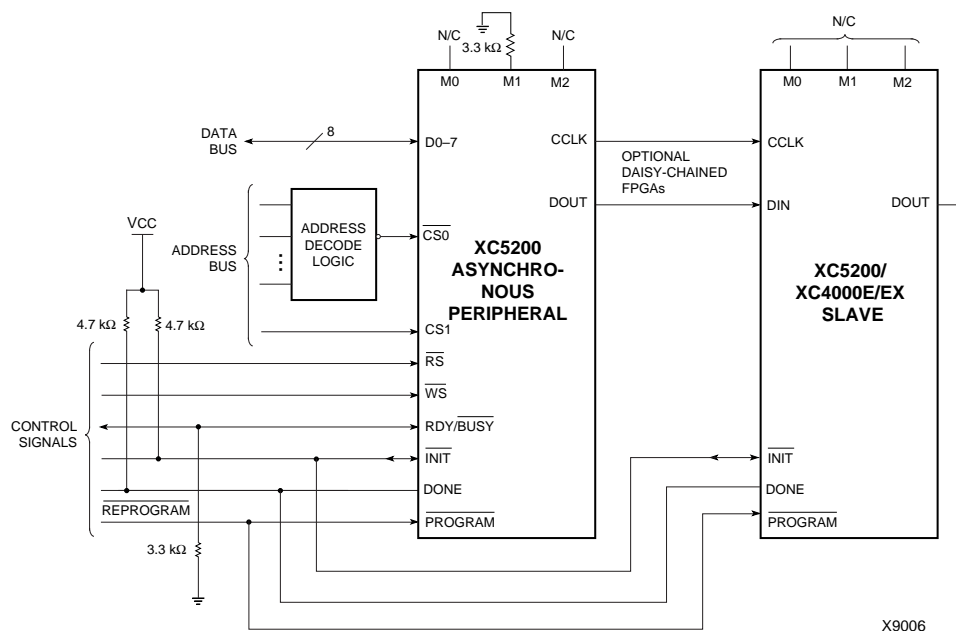 N/C
3.3 kΩ
N/C
N/C
M0
M1
M2
M0
M1
M2
DATA
BUS
8
D0–7
CCLK
OPTIONAL
DAISY-CHAINED
FPGAs
CCLK
DOUT
DIN
DOUT
VCC
ADDRESS
BUS
ADDRESS
DECODE
LOGIC
CS0
XC5200
ASYNCHRO-
NOUS
PERIPHERAL
XC5200/
XC4000E/EX
SLAVE
4.7 kΩ
4.7 kΩ
CS1
CONTROL
SIGNALS
RS
WS
RDY/BUSY
INIT
DONE
REPROGRAM
PROGRAM
INIT
DONE
PROGRAM
3.3 kΩ
X9006